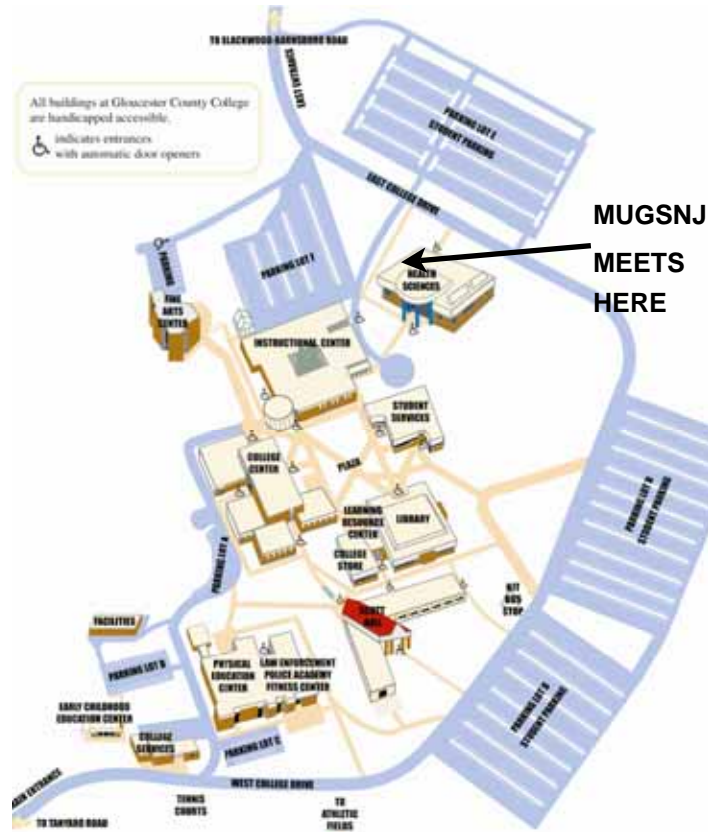 TO BLACKWOOD-BARNSBORO ROAD
EAST ENTRANCE
All buildings at Gloucester County College
are handicapped accessible.
indicates entrances
with automatic door openers
PARKING LOT E
STUDENT PARKING
EAST COLLEGE DRIVE
MUGSNJ
MEETS
HERE
PARKING
PARKING LOT F
HEALTH
SCIENCES
FINE
ARTS
CENTER
INSTRUCTIONAL CENTER
STUDENT
SERVICES
COLLEGE
CENTER
PLAZA
LEARNING
RESOURCE
CENTER
LIBRARY
COLLEGE
STORE
PARKING LOT D
STUDENT PARKING
PARKING LOT A
NJT
BUS
STOP
SCOTT
HALL
FACILITIES
PARKING LOT B
PHYSICAL
EDUCATION
CENTER
LAW ENFORCEMENT
POLICE ACADEMY
FITNESS CENTER
PARKING LOT D
STUDENT PARKING
EARLY CHILDHOOD
EDUCATION CENTER
COLLEGE
SERVICES
PARKING LOT C
WEST COLLEGE DRIVE
MAIN ENTRANCE
TO TANYARD ROAD
TENNIS
COURTS
TO
ATHLETIC
FIELDS